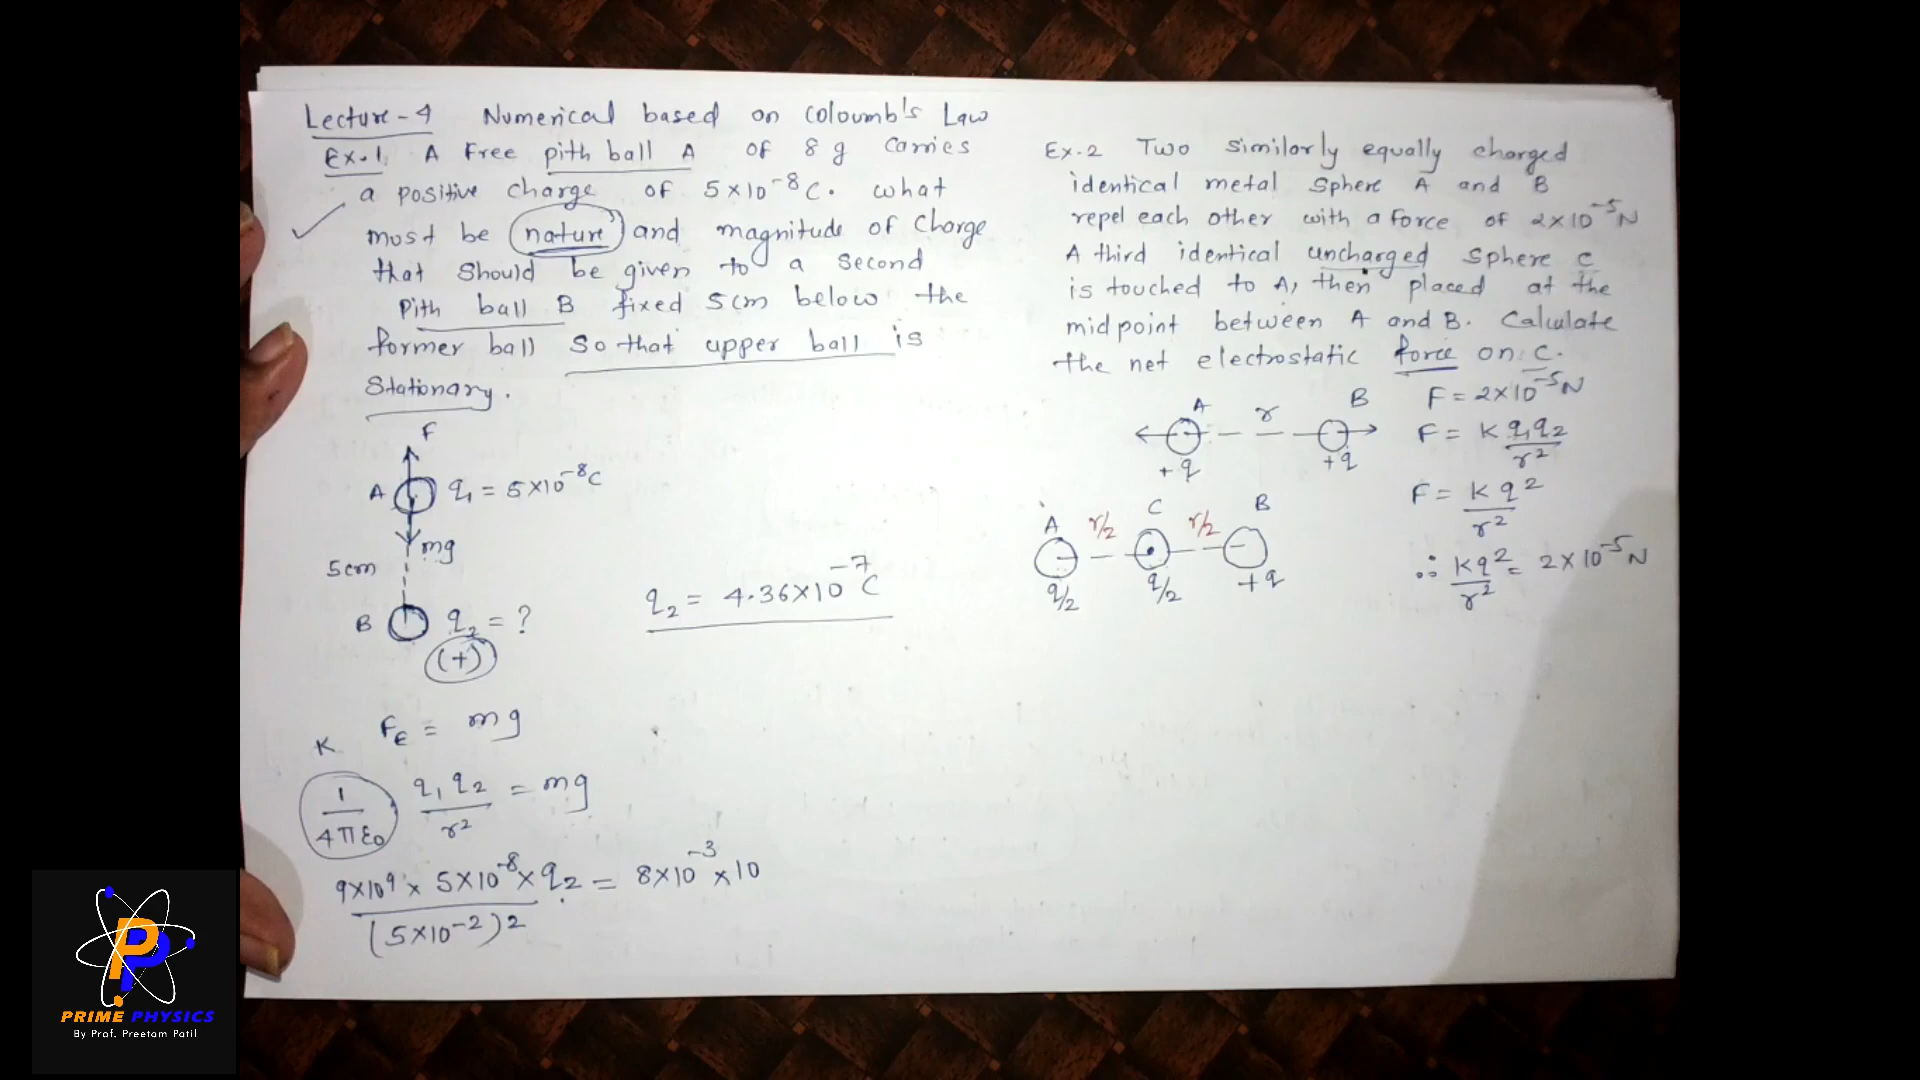 Lecture - 4 Numerical based on Coloumb's Law
Ex.1 A Free pith ball A of 8 g Carries
a positive charge of 5×10⁻⁸C. what
must be nature and magnitude of Charge
that Should be given to a Second
Pith ball B fixed 5cm below the
former ball so that upper ball is
Stationary.
F
A q₁ = 5×10⁻⁸C
mg
5cm
B q₂ = ?
(+)
q₂ = 4.36×10⁻⁷C
F_E = mg
K
1/4πε₀ q₁q₂/r² = mg
9×10⁹ × 5×10⁻⁸ × q₂ / (5×10⁻²)² = 8×10⁻³ × 10
Ex.2 Two Similarly equally charged
identical metal Sphere A and B
repel each other with a force of 2×10⁻⁵N
A third identical uncharged Sphere C
is touched to A, then placed at the
midpoint between A and B. Calculate
the net electrostatic force on C.
A r B
+q +q
F = 2×10⁻⁵N
F = K q₁q₂/r²
F = Kq²/r²
∴ Kq²/r² = 2×10⁻⁵N
A r/2 C r/2 B
q/2 q/2 +q
PP
PRIME PHYSICS
By Prof. Preetam Patil